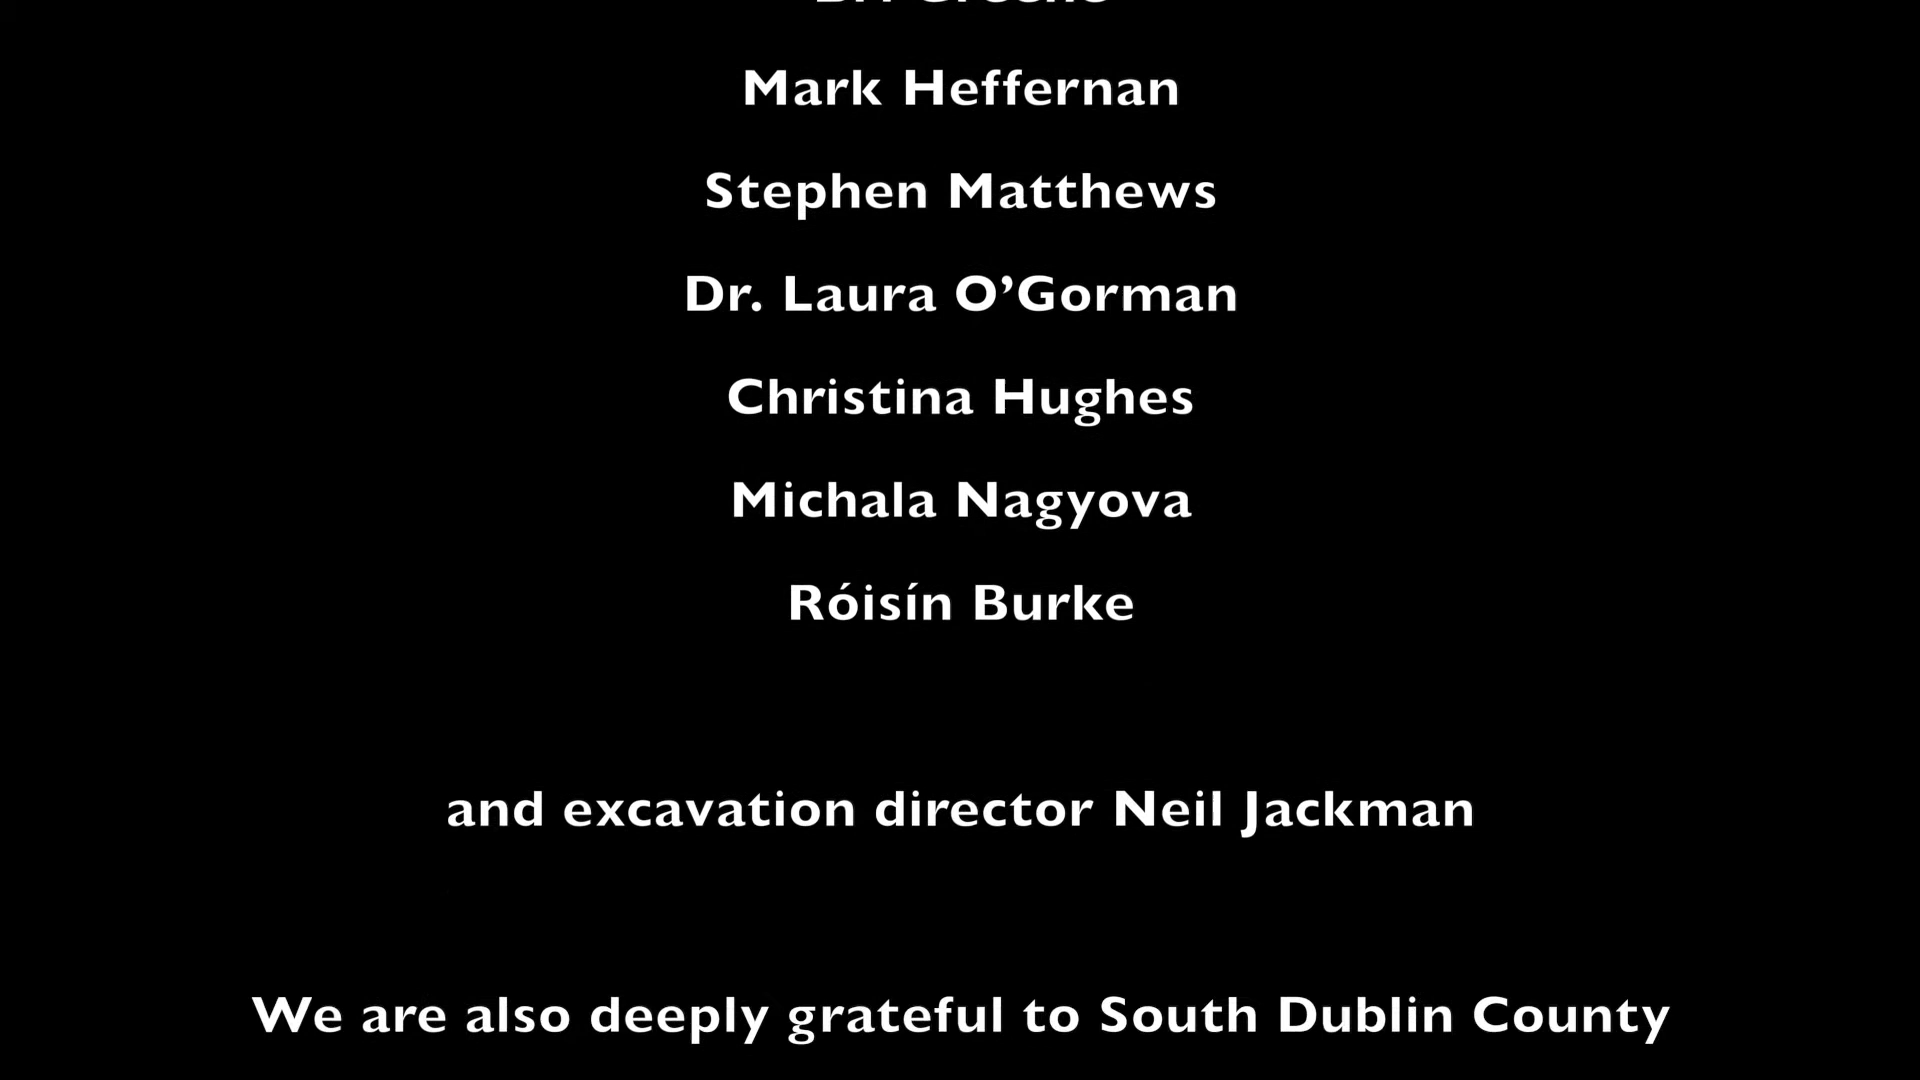 Mark Heffernan
Stephen Matthews
Dr. Laura O’Gorman
Christina Hughes
Michala Nagyova
Róisín Burke
and excavation director Neil Jackman
We are also deeply grateful to South Dublin County